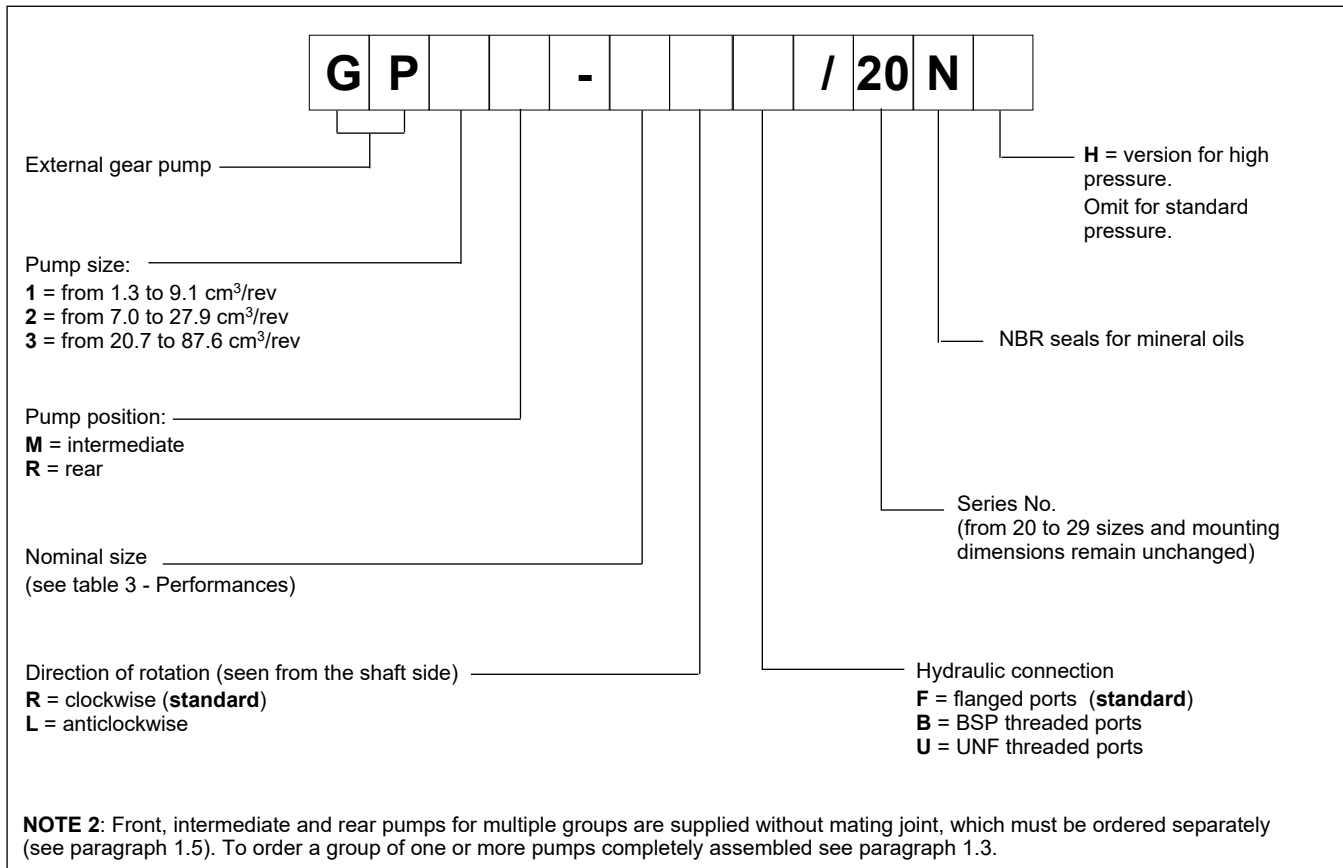 G P - / 20 N
External gear pump
H = version for high
pressure.
Omit for standard
pressure.
Pump size:
1 = from 1.3 to 9.1 cm³/rev
2 = from 7.0 to 27.9 cm³/rev
3 = from 20.7 to 87.6 cm³/rev
NBR seals for mineral oils
Pump position:
M = intermediate
R = rear
Series No.
(from 20 to 29 sizes and mounting
dimensions remain unchanged)
Nominal size
(see table 3 - Performances)
Direction of rotation (seen from the shaft side)
R = clockwise (standard)
L = anticlockwise
Hydraulic connection
F = flanged ports (standard)
B = BSP threaded ports
U = UNF threaded ports
NOTE 2: Front, intermediate and rear pumps for multiple groups are supplied without mating joint, which must be ordered separately
(see paragraph 1.5). To order a group of one or more pumps completely assembled see paragraph 1.3.